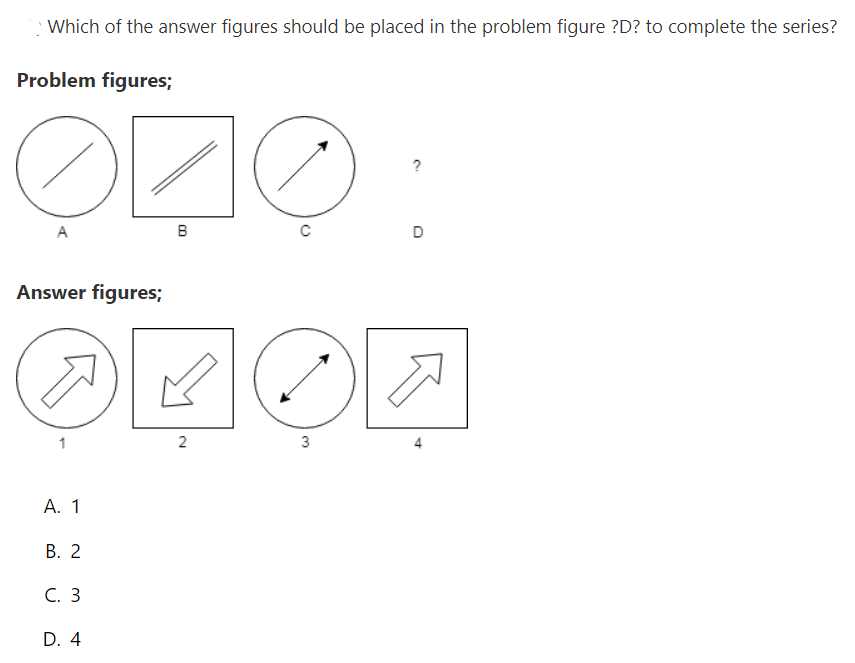 Which of the answer figures should be placed in the problem figure ?D? to complete the series?
Problem figures;
?
A B C D
Answer figures;
1 2 3 4
A. 1
B. 2
C. 3
D. 4